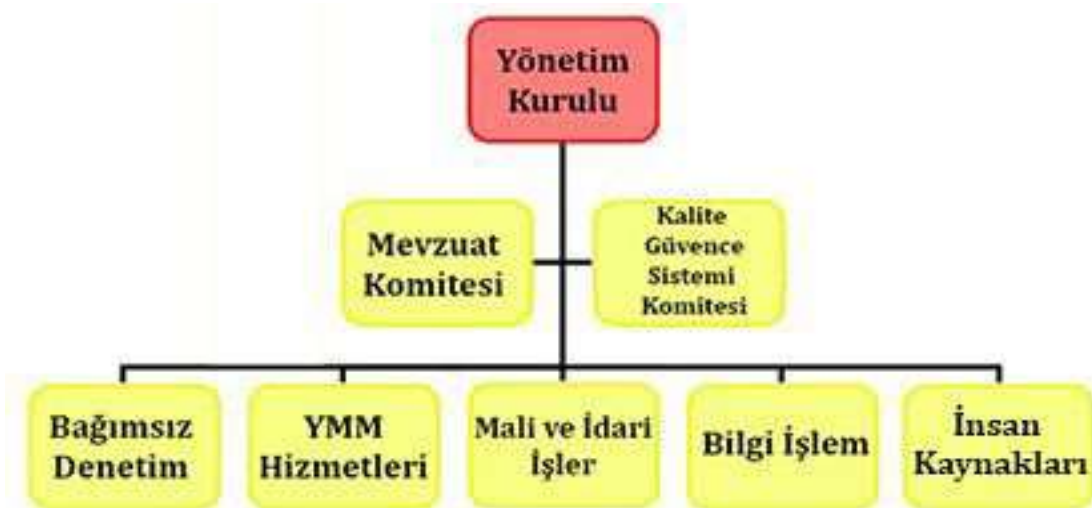 Yönetim
Kurulu
Mevzuat
Komitesi
Kalite
Güvence
Sistemi
Komitesi
Bağımsız
Denetim
YMM
Hizmetleri
Mali ve İdari
İşler
Bilgi İşlem
İnsan
Kaynakları